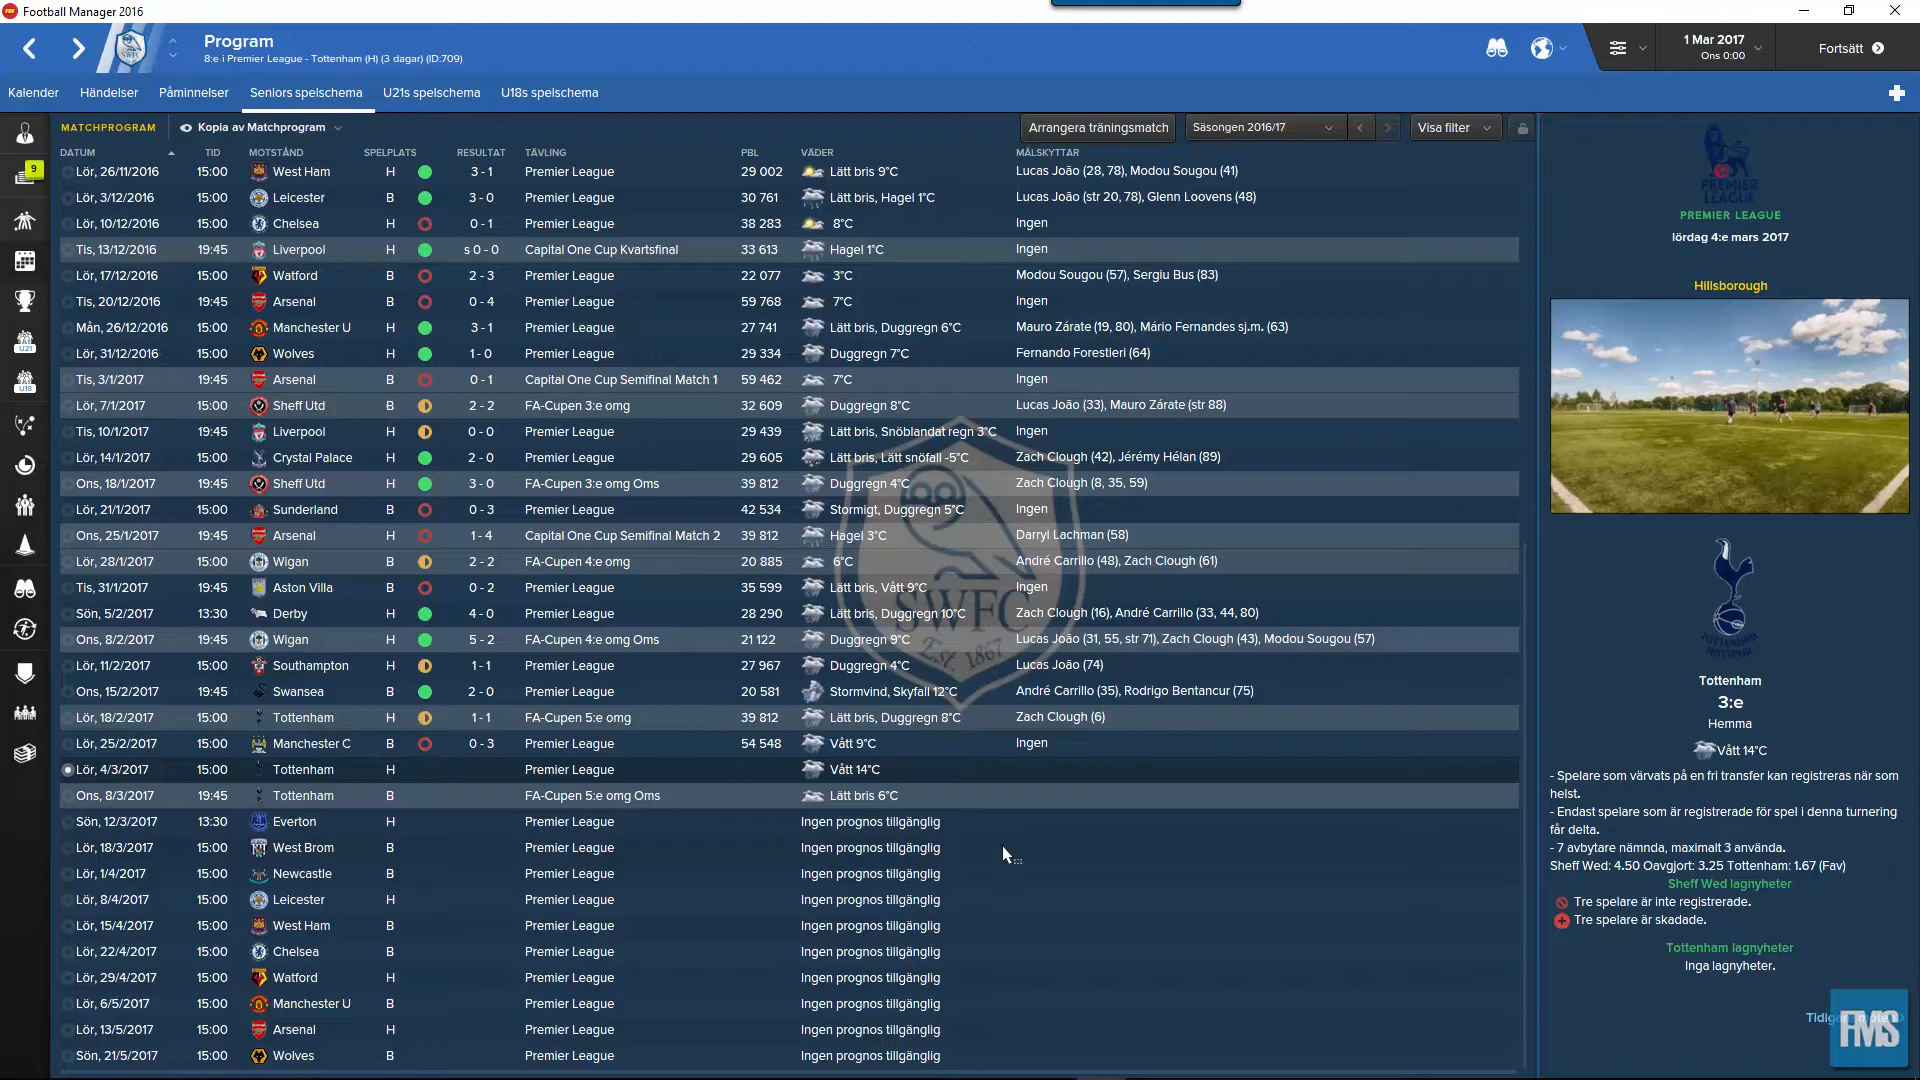 Football Manager 2016
Program
8:e i Premier League - Tottenham (H) (3 dagar) (ID:709)
1 Mar 2017
Ons 0:00
Fortsätt
Kalender Händelser Påminnelser Seniors spelschema U21s spelschema U18s spelschema
MATCHPROGRAM Kopia av Matchprogram Arrangera träningsmatch Säsongen 2016/17 Visa filter
DATUM TID MOTSTÅND SPELPLATS RESULTAT TÄVLING PBL VÄDER MÅLSKYTTAR
Lör, 26/11/2016 15:00 West Ham H 3 - 1 Premier League 29 002 Lätt bris 9°C Lucas João (28, 78), Modou Sougou (41)
Lör, 3/12/2016 15:00 Leicester B 3 - 0 Premier League 30 761 Lätt bris, Hagel 1°C Lucas João (str 20, 78), Glenn Loovens (48)
Lör, 10/12/2016 15:00 Chelsea H 0 - 1 Premier League 38 283 8°C Ingen
Tis, 13/12/2016 19:45 Liverpool H s 0 - 0 Capital One Cup Kvartsfinal 33 613 Hagel 1°C Ingen
Lör, 17/12/2016 15:00 Watford B 2 - 3 Premier League 22 077 3°C Modou Sougou (57), Sergiu Bus (83)
Tis, 20/12/2016 19:45 Arsenal B 0 - 4 Premier League 59 768 7°C Ingen
Mån, 26/12/2016 15:00 Manchester U H 3 - 1 Premier League 27 741 Lätt bris, Duggregn 6°C Mauro Zárate (19, 80), Mário Fernandes sj.m. (63)
Lör, 31/12/2016 15:00 Wolves H 1 - 0 Premier League 29 334 Duggregn 7°C Fernando Forestieri (64)
Tis, 3/1/2017 19:45 Arsenal B 0 - 1 Capital One Cup Semifinal Match 1 59 462 7°C Ingen
Lör, 7/1/2017 15:00 Sheff Utd B 2 - 2 FA-Cupen 3:e omg 32 609 Duggregn 8°C Lucas João (33), Mauro Zárate (str 88)
Tis, 10/1/2017 19:45 Liverpool H 0 - 0 Premier League 29 439 Lätt bris, Snöblandat regn 3°C Ingen
Lör, 14/1/2017 15:00 Crystal Palace H 2 - 0 Premier League 29 605 Lätt bris, Lätt snöfall -5°C Zach Clough (42), Jérémy Hélan (89)
Ons, 18/1/2017 19:45 Sheff Utd H 3 - 0 FA-Cupen 3:e omg Oms 39 812 Duggregn 4°C Zach Clough (8, 35, 59)
Lör, 21/1/2017 15:00 Sunderland B 0 - 3 Premier League 42 534 Stormigt, Duggregn 5°C Ingen
Ons, 25/1/2017 19:45 Arsenal H 1 - 4 Capital One Cup Semifinal Match 2 39 812 Hagel 3°C Darryl Lachman (58)
Lör, 28/1/2017 15:00 Wigan B 2 - 2 FA-Cupen 4:e omg 20 885 6°C André Carrillo (48), Zach Clough (61)
Tis, 31/1/2017 19:45 Aston Villa B 0 - 2 Premier League 35 599 Lätt bris, Vått 9°C Ingen
Sön, 5/2/2017 13:30 Derby H 4 - 0 Premier League 28 290 Lätt bris, Duggregn 10°C Zach Clough (16), André Carrillo (33, 44, 80)
Ons, 8/2/2017 19:45 Wigan H 5 - 2 FA-Cupen 4:e omg Oms 21 122 Duggregn 9°C Lucas João (31, 55, str 71), Zach Clough (43), Modou Sougou (57)
Lör, 11/2/2017 15:00 Southampton H 1 - 1 Premier League 27 967 Duggregn 4°C Lucas João (74)
Ons, 15/2/2017 19:45 Swansea B 2 - 0 Premier League 20 581 Stormvind, Skyfall 12°C André Carrillo (35), Rodrigo Bentancur (75)
Lör, 18/2/2017 15:00 Tottenham H 1 - 1 FA-Cupen 5:e omg 39 812 Lätt bris, Duggregn 8°C Zach Clough (6)
Lör, 25/2/2017 15:00 Manchester C B 0 - 3 Premier League 54 548 Vått 9°C Ingen
Lör, 4/3/2017 15:00 Tottenham H Premier League Vått 14°C
Ons, 8/3/2017 19:45 Tottenham B FA-Cupen 5:e omg Oms Lätt bris 6°C
Sön, 12/3/2017 13:30 Everton H Premier League Ingen prognos tillgänglig
Lör, 18/3/2017 15:00 West Brom B Premier League Ingen prognos tillgänglig
Lör, 1/4/2017 15:00 Newcastle B Premier League Ingen prognos tillgänglig
Lör, 8/4/2017 15:00 Leicester H Premier League Ingen prognos tillgänglig
Lör, 15/4/2017 15:00 West Ham B Premier League Ingen prognos tillgänglig
Lör, 22/4/2017 15:00 Chelsea B Premier League Ingen prognos tillgänglig
Lör, 29/4/2017 15:00 Watford H Premier League Ingen prognos tillgänglig
Lör, 6/5/2017 15:00 Manchester U B Premier League Ingen prognos tillgänglig
Lör, 13/5/2017 15:00 Arsenal H Premier League Ingen prognos tillgänglig
Sön, 21/5/2017 15:00 Wolves B Premier League Ingen prognos tillgänglig
9
U21
U18
SWFC
Est. 1867
PREMIER LEAGUE
PREMIER LEAGUE
lördag 4:e mars 2017
Hillsborough
TOTTENHAM
HOTSPUR
Tottenham
3:e
Hemma
Vått 14°C
- Spelare som värvats på en fri transfer kan registreras när som
helst.
- Endast spelare som är registrerade för spel i denna turnering
får delta.
- 7 avbytare nämnda, maximalt 3 använda.
Sheff Wed: 4.50 Oavgjort: 3.25 Tottenham: 1.67 (Fav)
Sheff Wed lagnyheter
Tre spelare är inte registrerade.
Tre spelare är skadade.
Tottenham lagnyheter
Inga lagnyheter.
FMS